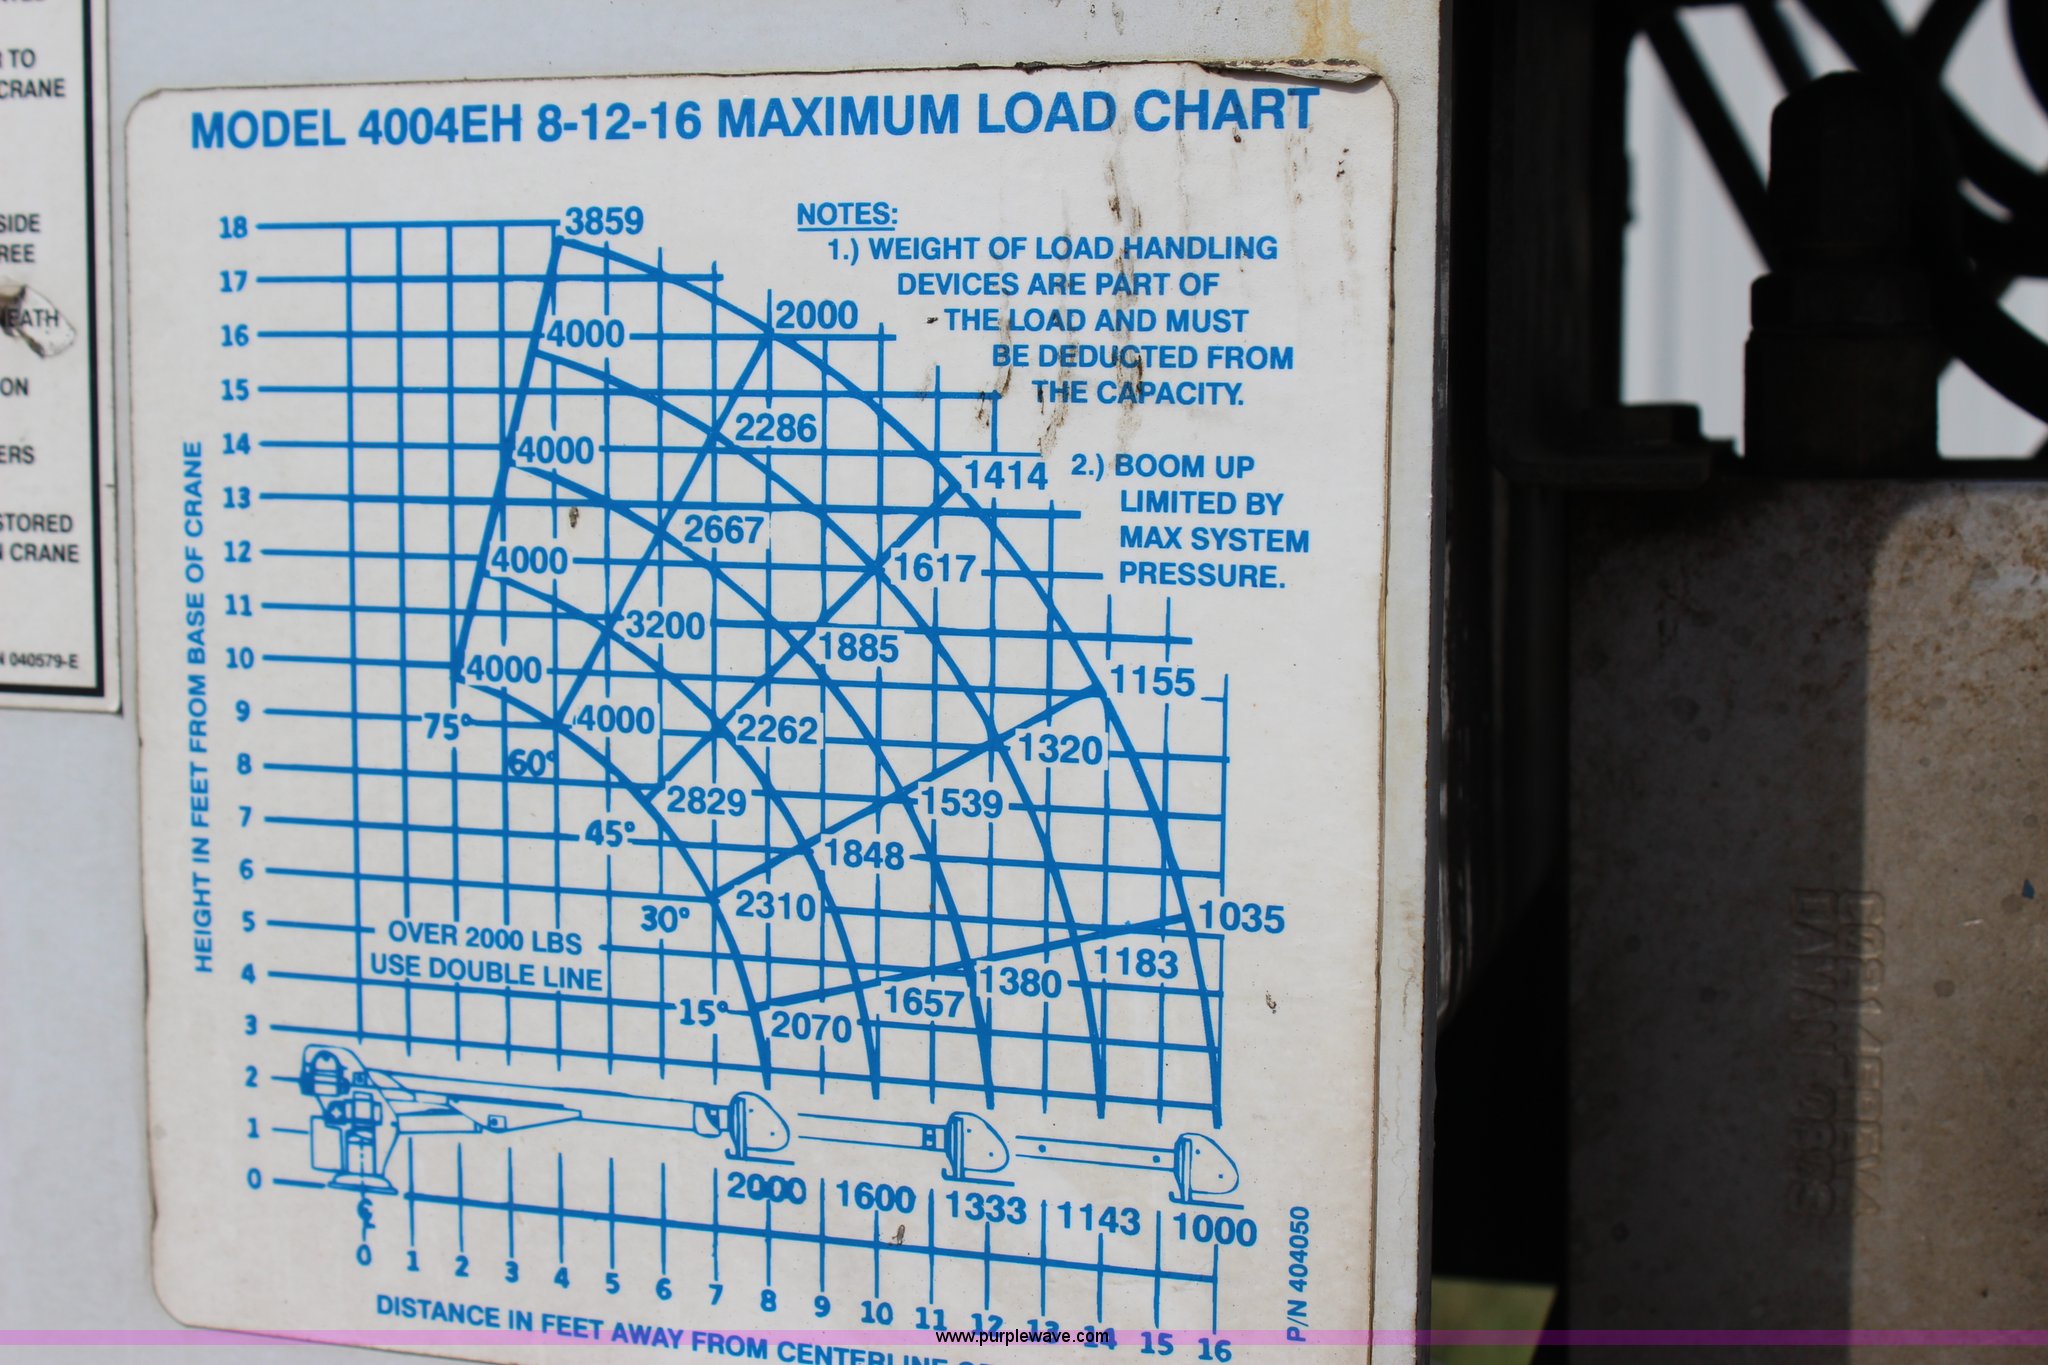 TO
CRANE
SIDE
REE
HEATH
ON
ERS
STORED
CRANE
040579-E
MODEL 4004EH 8-12-16 MAXIMUM LOAD CHART
NOTES:
1.) WEIGHT OF LOAD HANDLING
DEVICES ARE PART OF
THE LOAD AND MUST
BE DEDUCTED FROM
THE CAPACITY.
2.) BOOM UP
LIMITED BY
MAX SYSTEM
PRESSURE.
HEIGHT IN FEET FROM BASE OF CRANE
18
17
16
15
14
13
12
11
10
9
8
7
6
5
4
3
2
1
0
3859
4000 2000
2286
4000 1414
2667
4000 1617
3200 1885
4000 1155
75° 4000 2262 1320
60°
2829 1539
45° 1848
30° 2310 1035
OVER 2000 LBS
USE DOUBLE LINE
1380 1183
15° 2070 1657
2000 1600 1333 1143 1000
0 1 2 3 4 5 6 7 8 9 10 11 12 13 14 15 16
DISTANCE IN FEET AWAY FROM CENTERLINE
P/N 404050
www.purplewave.com